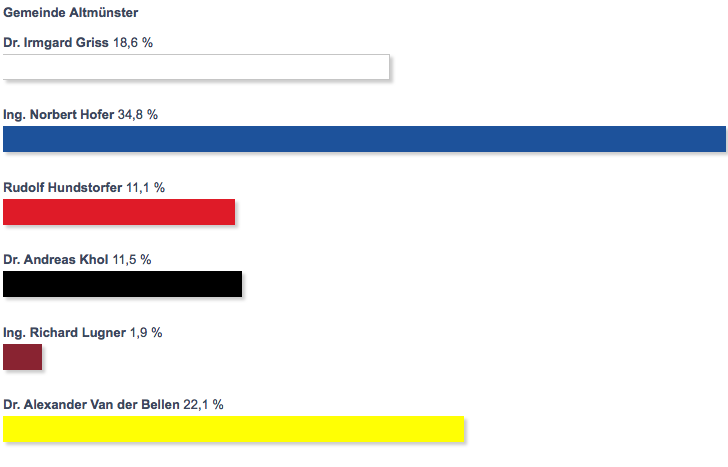 Gemeinde Altmünster
Dr. Irmgard Griss 18,6 %
Ing. Norbert Hofer 34,8 %
Rudolf Hundstorfer 11,1 %
Dr. Andreas Khol 11,5 %
Ing. Richard Lugner 1,9 %
Dr. Alexander Van der Bellen 22,1 %